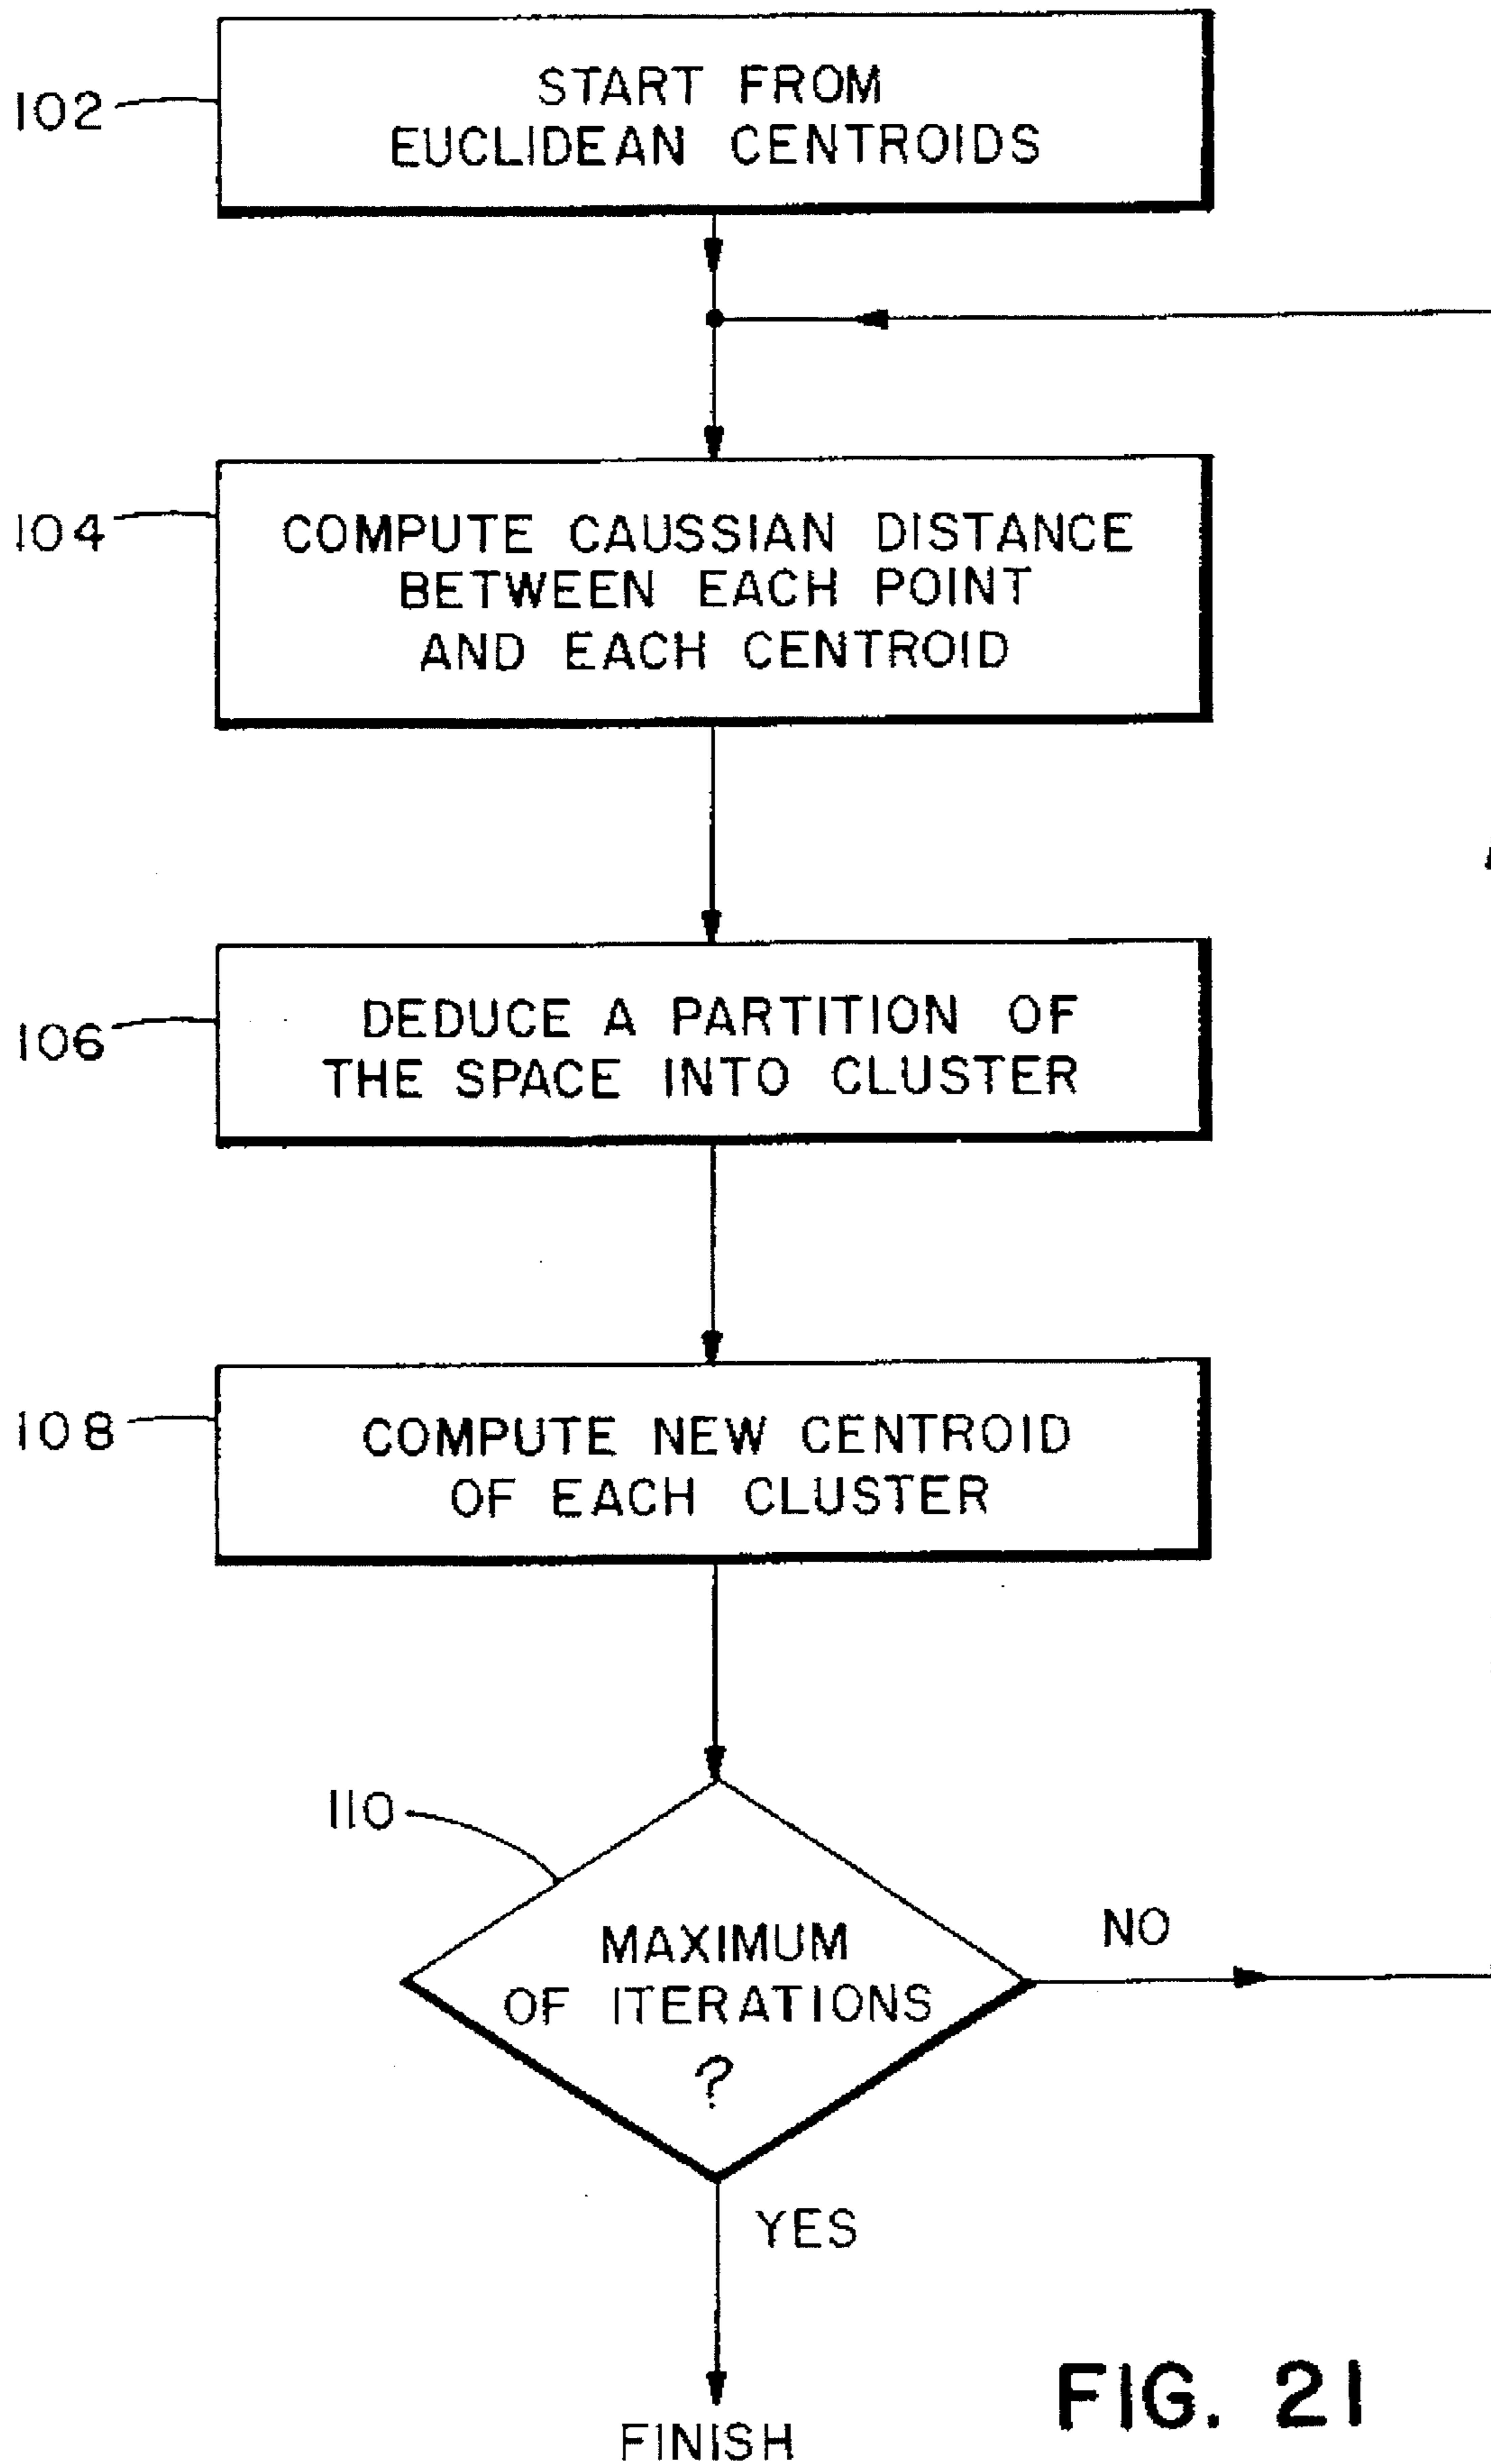 102
START FROM
EUCLIDEAN CENTROIDS
104
COMPUTE CAUSSIAN DISTANCE
BETWEEN EACH POINT
AND EACH CENTROID
106
DEDUCE A PARTITION OF
THE SPACE INTO CLUSTER
108
COMPUTE NEW CENTROID
OF EACH CLUSTER
110
MAXIMUM
OF ITERATIONS
?
NO
YES
FINISH
FIG. 21